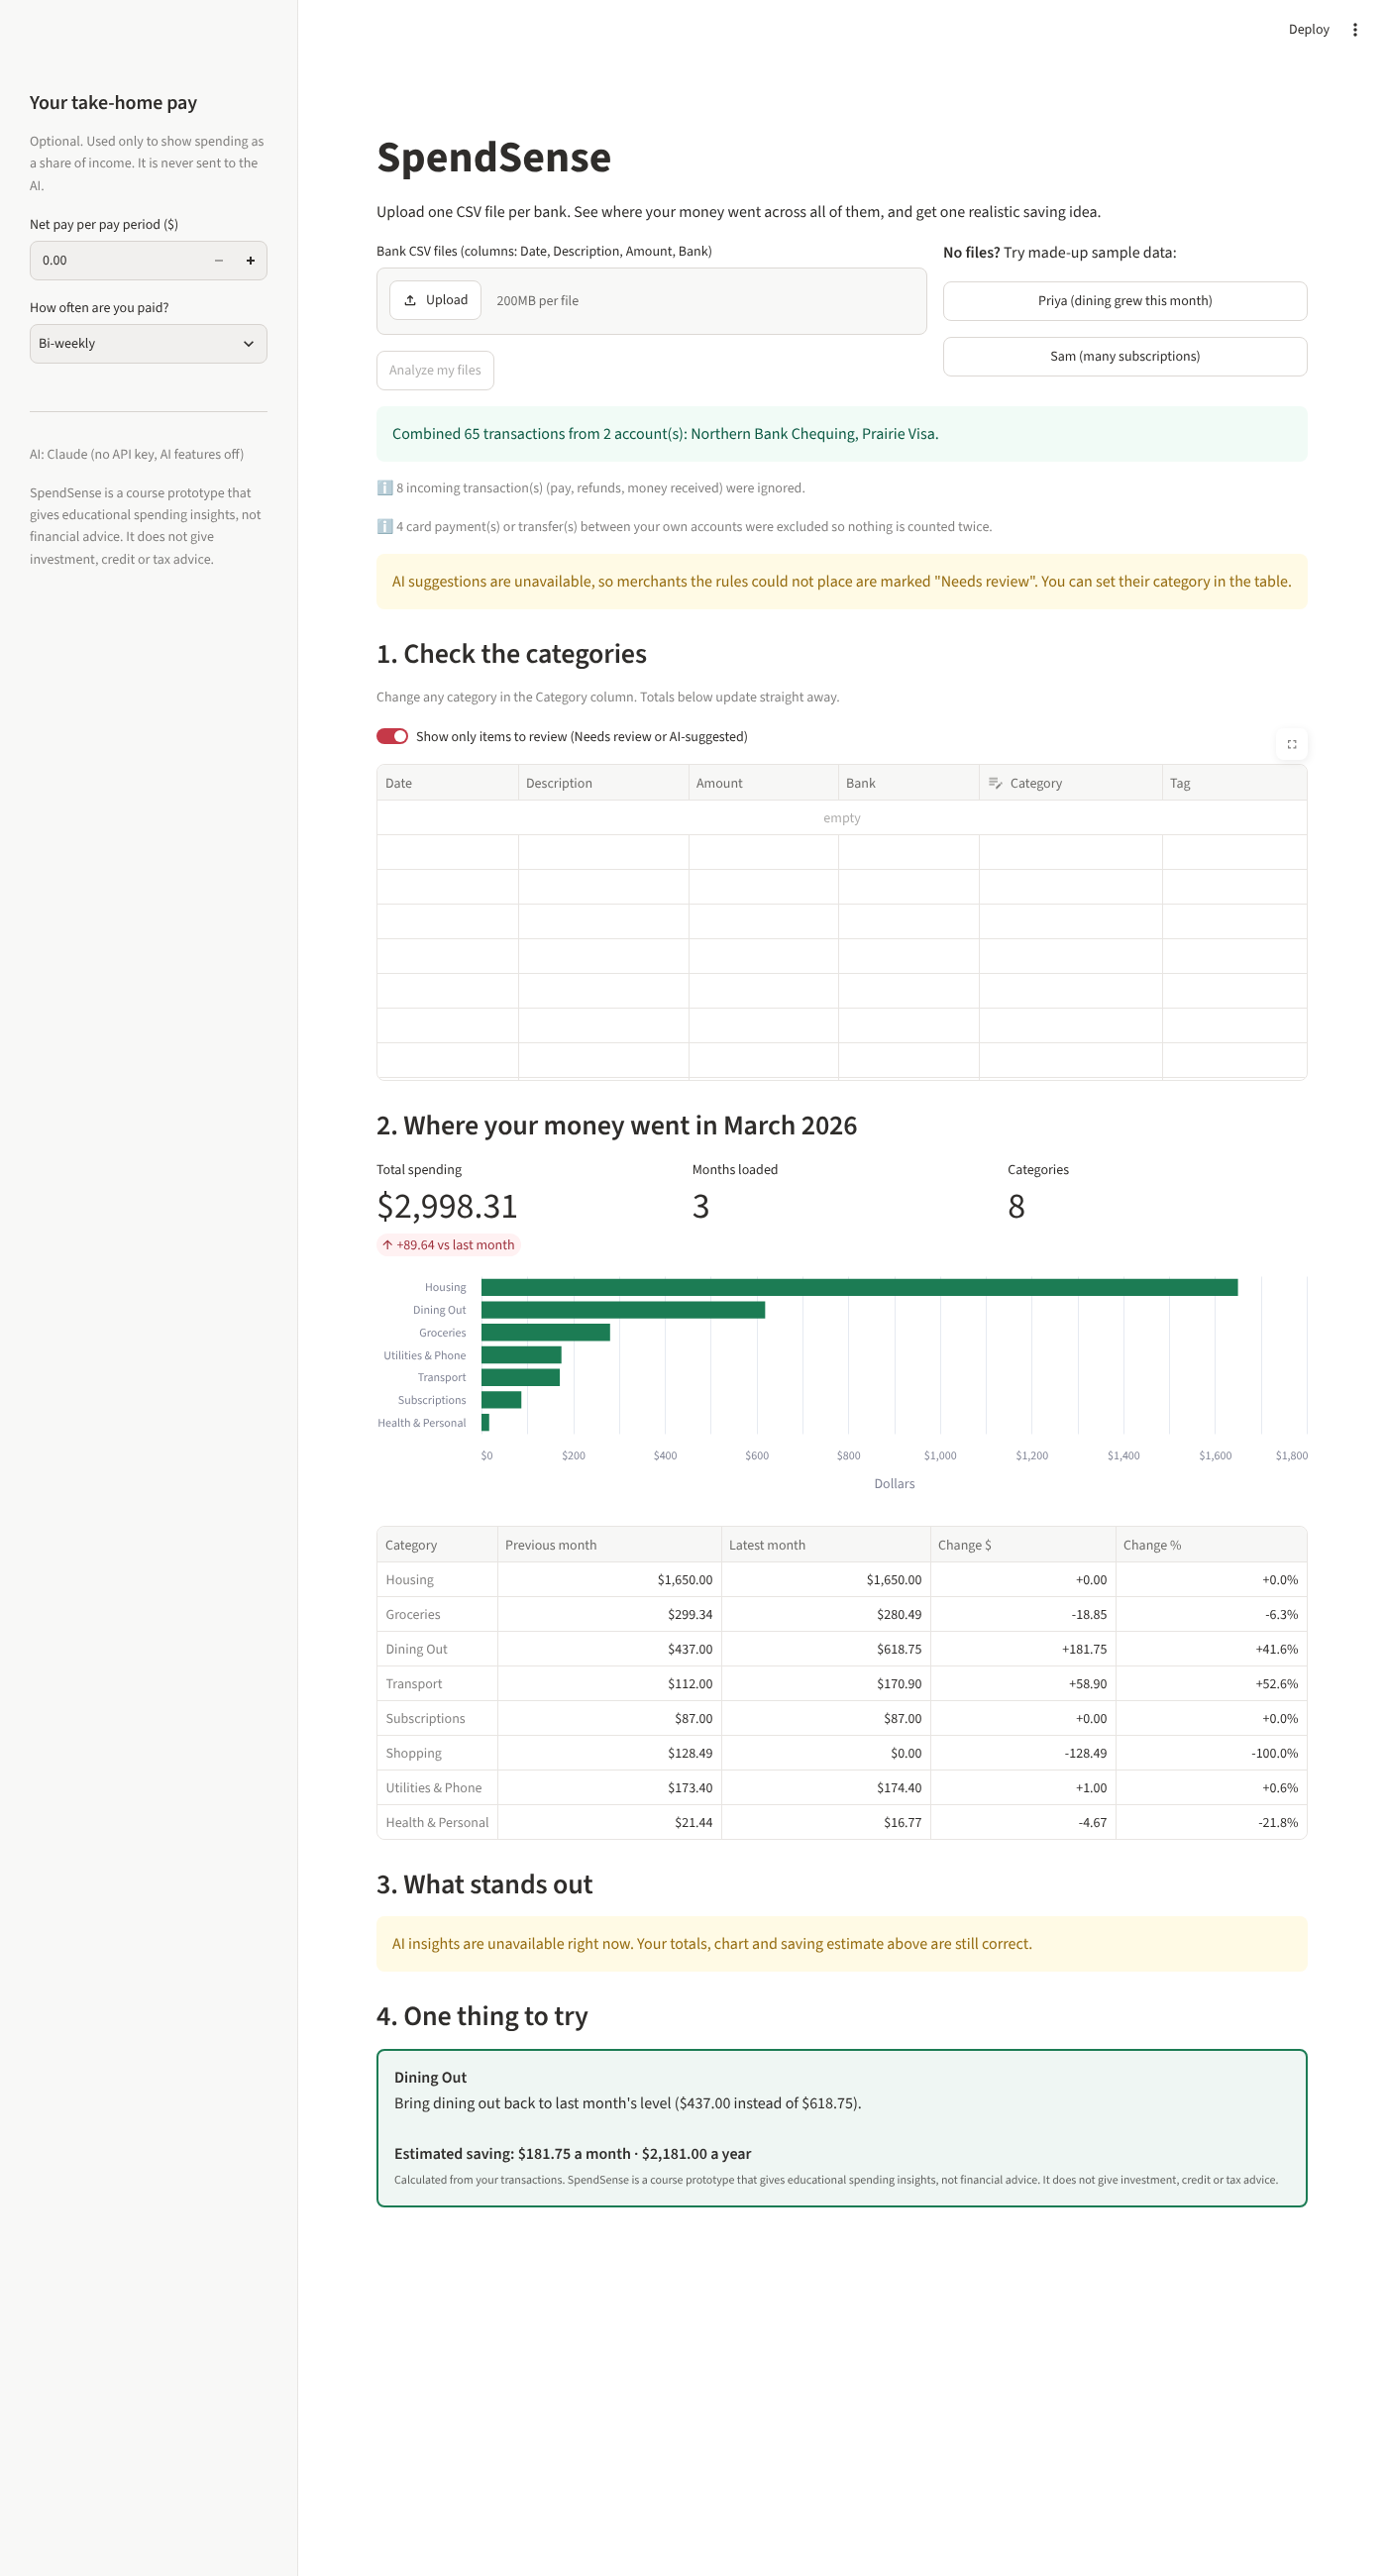 Deploy
Your take-home pay
Optional. Used only to show spending as
a share of income. It is never sent to the
AI.
Net pay per pay period ($)
0.00
How often are you paid?
Bi-weekly
AI: Claude (no API key, AI features off)
SpendSense is a course prototype that
gives educational spending insights, not
financial advice. It does not give
investment, credit or tax advice.
SpendSense
Upload one CSV file per bank. See where your money went across all of them, and get one realistic saving idea.
Bank CSV files (columns: Date, Description, Amount, Bank)
Upload 200MB per file
Analyze my files
No files? Try made-up sample data:
Priya (dining grew this month)
Sam (many subscriptions)
Combined 65 transactions from 2 account(s): Northern Bank Chequing, Prairie Visa.
8 incoming transaction(s) (pay, refunds, money received) were ignored.
4 card payment(s) or transfer(s) between your own accounts were excluded so nothing is counted twice.
AI suggestions are unavailable, so merchants the rules could not place are marked "Needs review". You can set their category in the table.
1. Check the categories
Change any category in the Category column. Totals below update straight away.
Show only items to review (Needs review or AI-suggested)
Date Description Amount Bank Category Tag
empty
2. Where your money went in March 2026
Total spending Months loaded Categories
$2,998.31 3 8
+89.64 vs last month
Housing
Dining Out
Groceries
Utilities & Phone
Transport
Subscriptions
Health & Personal
$0 $200 $400 $600 $800 $1,000 $1,200 $1,400 $1,600 $1,800
Dollars
Category Previous month Latest month Change $ Change %
Housing $1,650.00 $1,650.00 +0.00 +0.0%
Groceries $299.34 $280.49 -18.85 -6.3%
Dining Out $437.00 $618.75 +181.75 +41.6%
Transport $112.00 $170.90 +58.90 +52.6%
Subscriptions $87.00 $87.00 +0.00 +0.0%
Shopping $128.49 $0.00 -128.49 -100.0%
Utilities & Phone $173.40 $174.40 +1.00 +0.6%
Health & Personal $21.44 $16.77 -4.67 -21.8%
3. What stands out
AI insights are unavailable right now. Your totals, chart and saving estimate above are still correct.
4. One thing to try
Dining Out
Bring dining out back to last month's level ($437.00 instead of $618.75).
Estimated saving: $181.75 a month · $2,181.00 a year
Calculated from your transactions. SpendSense is a course prototype that gives educational spending insights, not financial advice. It does not give investment, credit or tax advice.